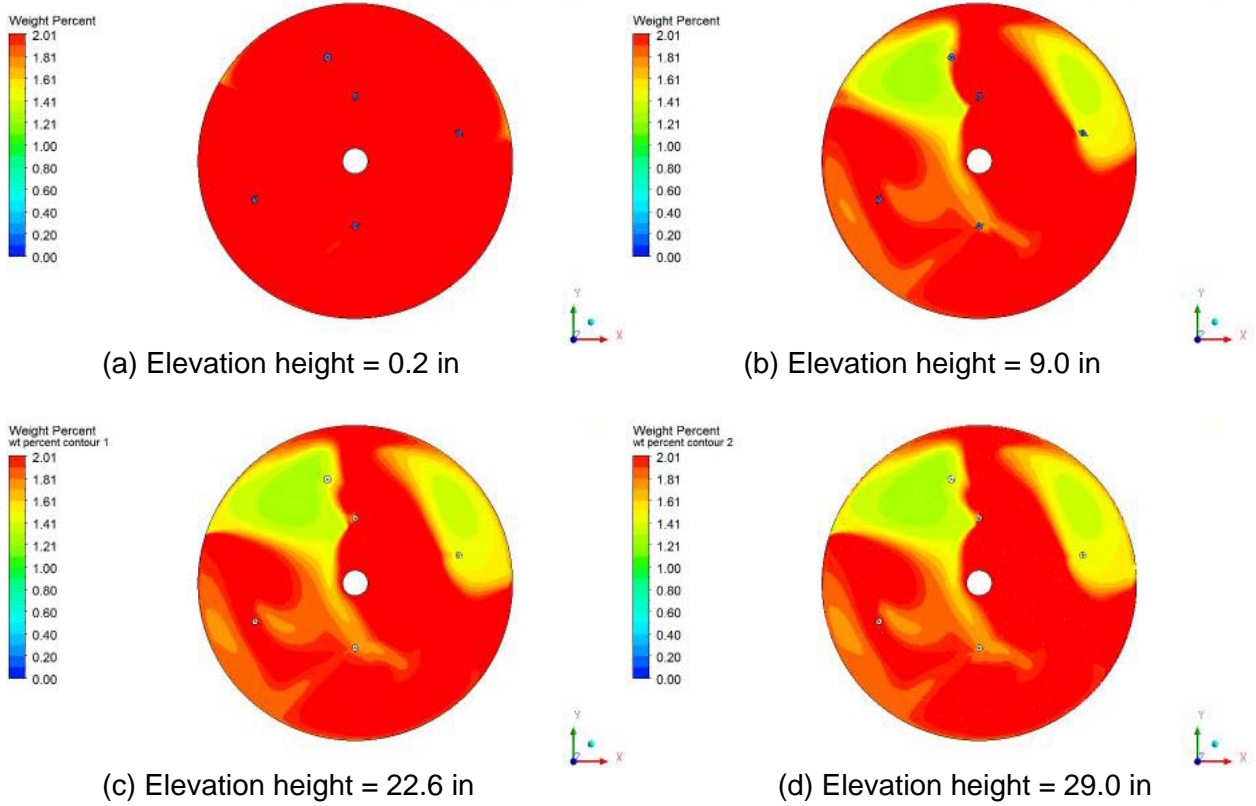 Weight Percent
2.01
1.81
1.61
1.41
1.21
1.00
0.80
0.60
0.40
0.20
0.00
Y
Z
X
(a) Elevation height = 0.2 in
Weight Percent
2.01
1.81
1.61
1.41
1.21
1.00
0.80
0.60
0.40
0.20
0.00
Y
Z
X
(b) Elevation height = 9.0 in
Weight Percent
wt percent contour 1
2.01
1.81
1.61
1.41
1.21
1.00
0.80
0.60
0.40
0.20
0.00
Y
Z
X
(c) Elevation height = 22.6 in
Weight Percent
wt percent contour 2
2.01
1.81
1.61
1.41
1.21
1.00
0.80
0.60
0.40
0.20
0.00
Y
Z
X
(d) Elevation height = 29.0 in